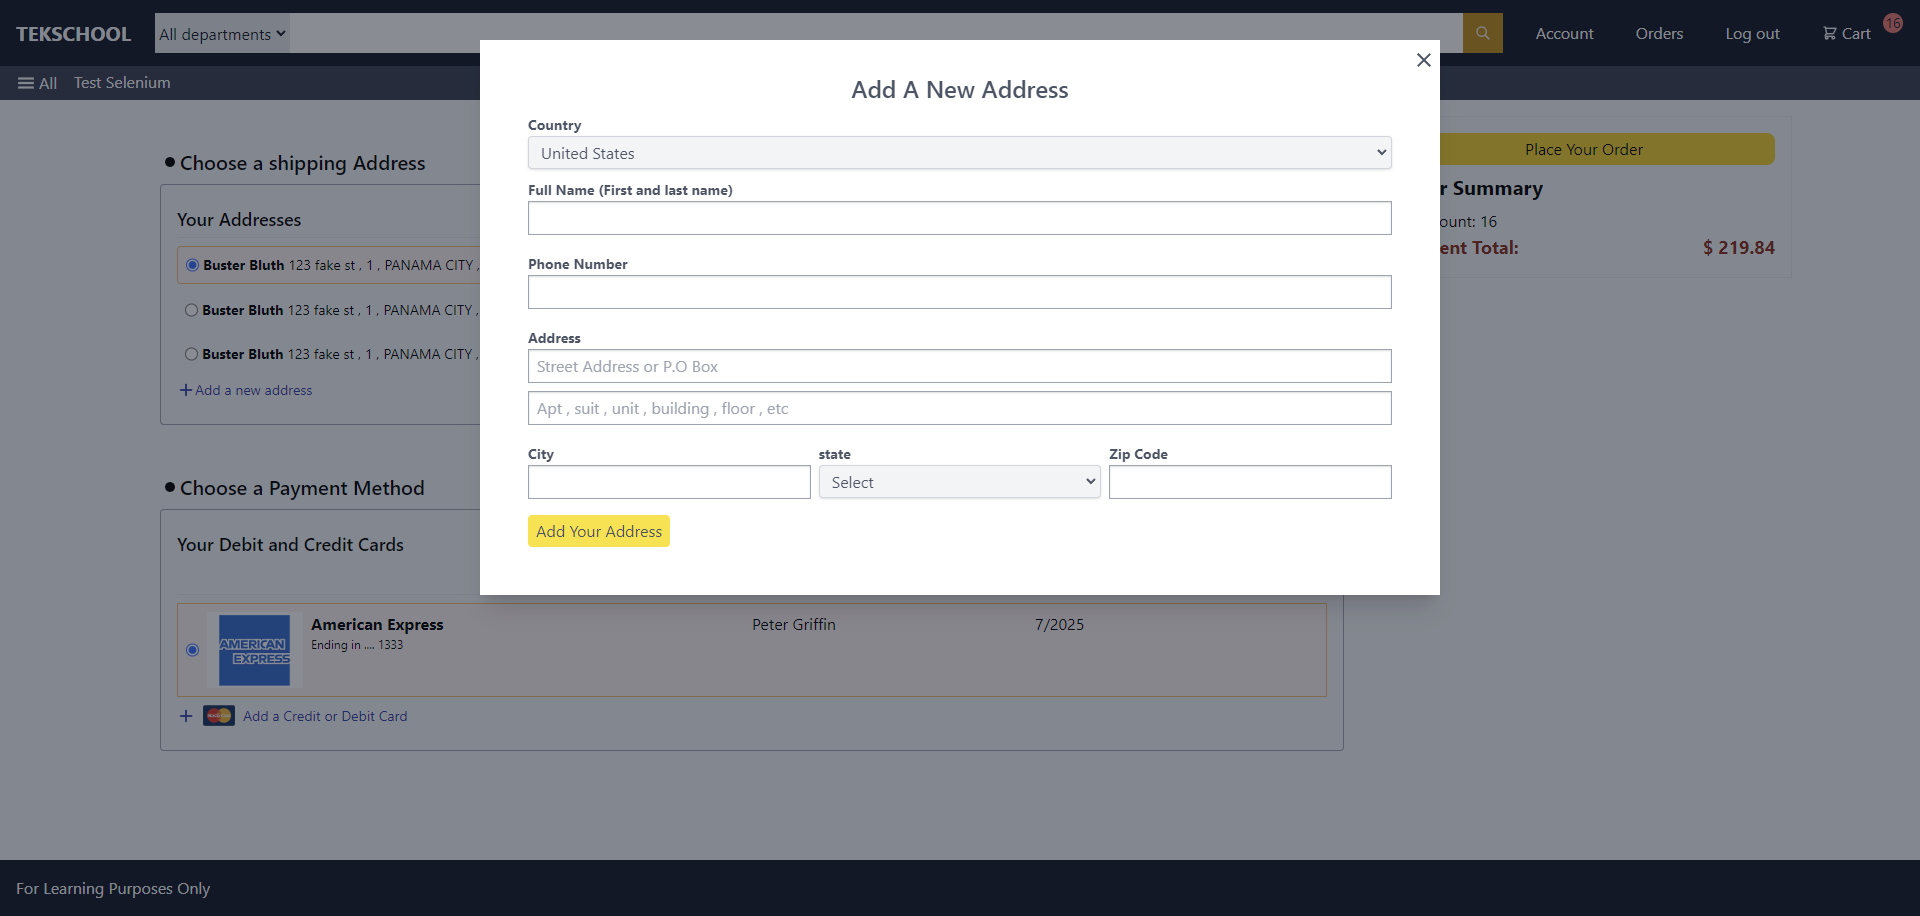 TEKSCHOOL
All departments
Account
Orders
Log out
Cart
16
All
Test Selenium
Add A New Address
Country
United States
Full Name (First and last name)
Phone Number
Address
Street Address or P.O Box
Apt , suit , unit , building , floor , etc
City
state
Zip Code
Select
Add Your Address
Choose a shipping Address
Your Addresses
Buster Bluth 123 fake st , 1 , PANAMA CITY ,
Buster Bluth 123 fake st , 1 , PANAMA CITY ,
Buster Bluth 123 fake st , 1 , PANAMA CITY ,
Add a new address
Place Your Order
r Summary
ount: 16
ent Total:
$ 219.84
Choose a Payment Method
Your Debit and Credit Cards
AMERICAN
EXPRESS
American Express
Ending in .... 1333
Peter Griffin
7/2025
Add a Credit or Debit Card
For Learning Purposes Only